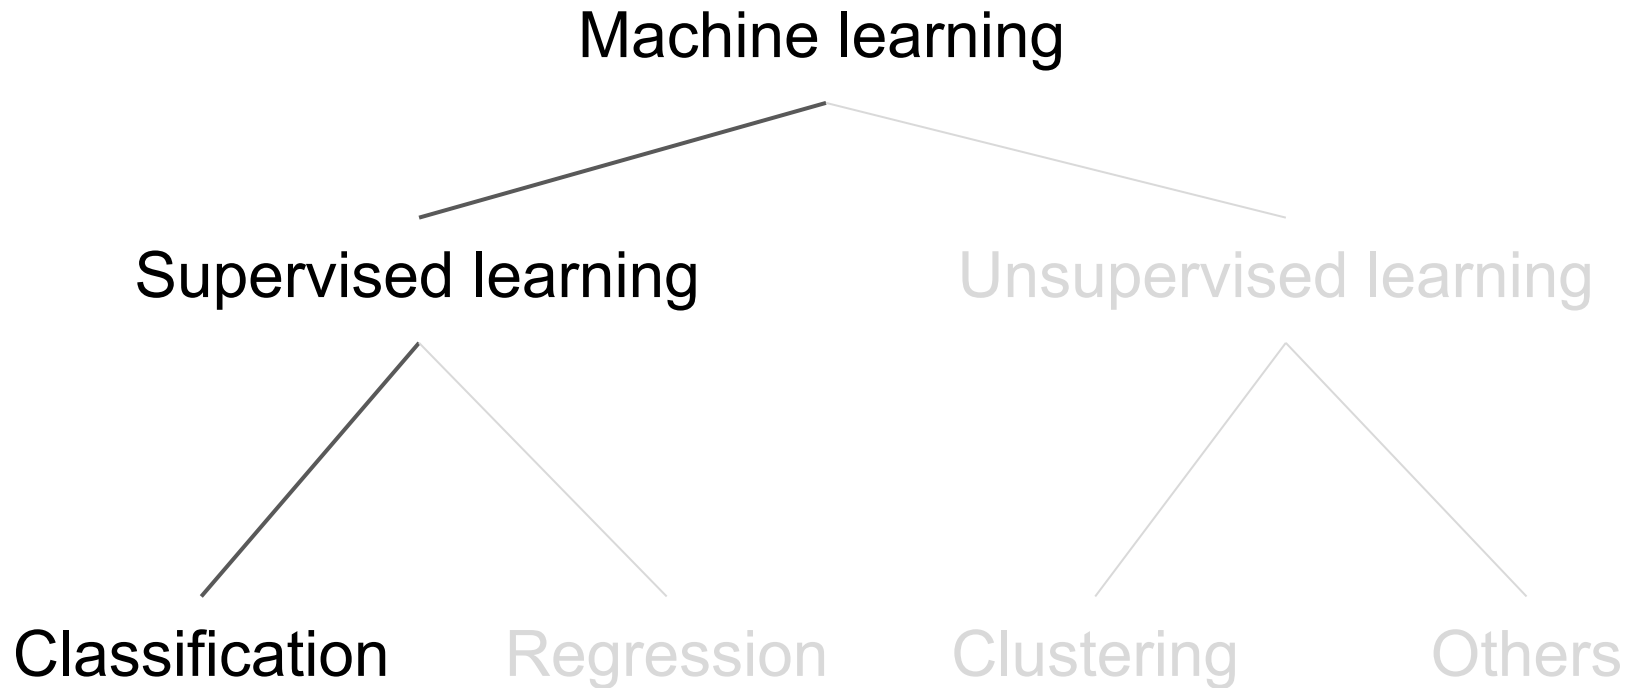 Machine learning
Supervised learning
Unsupervised learning
Classification
Regression
Clustering
Others